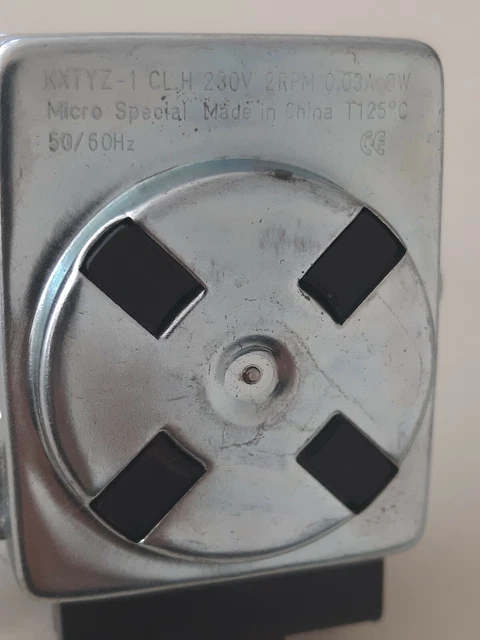 KXTYZ-1 CL.H 230V 2RPM 0.03A
Micro Special Made in China T125°C
50/60Hz CE